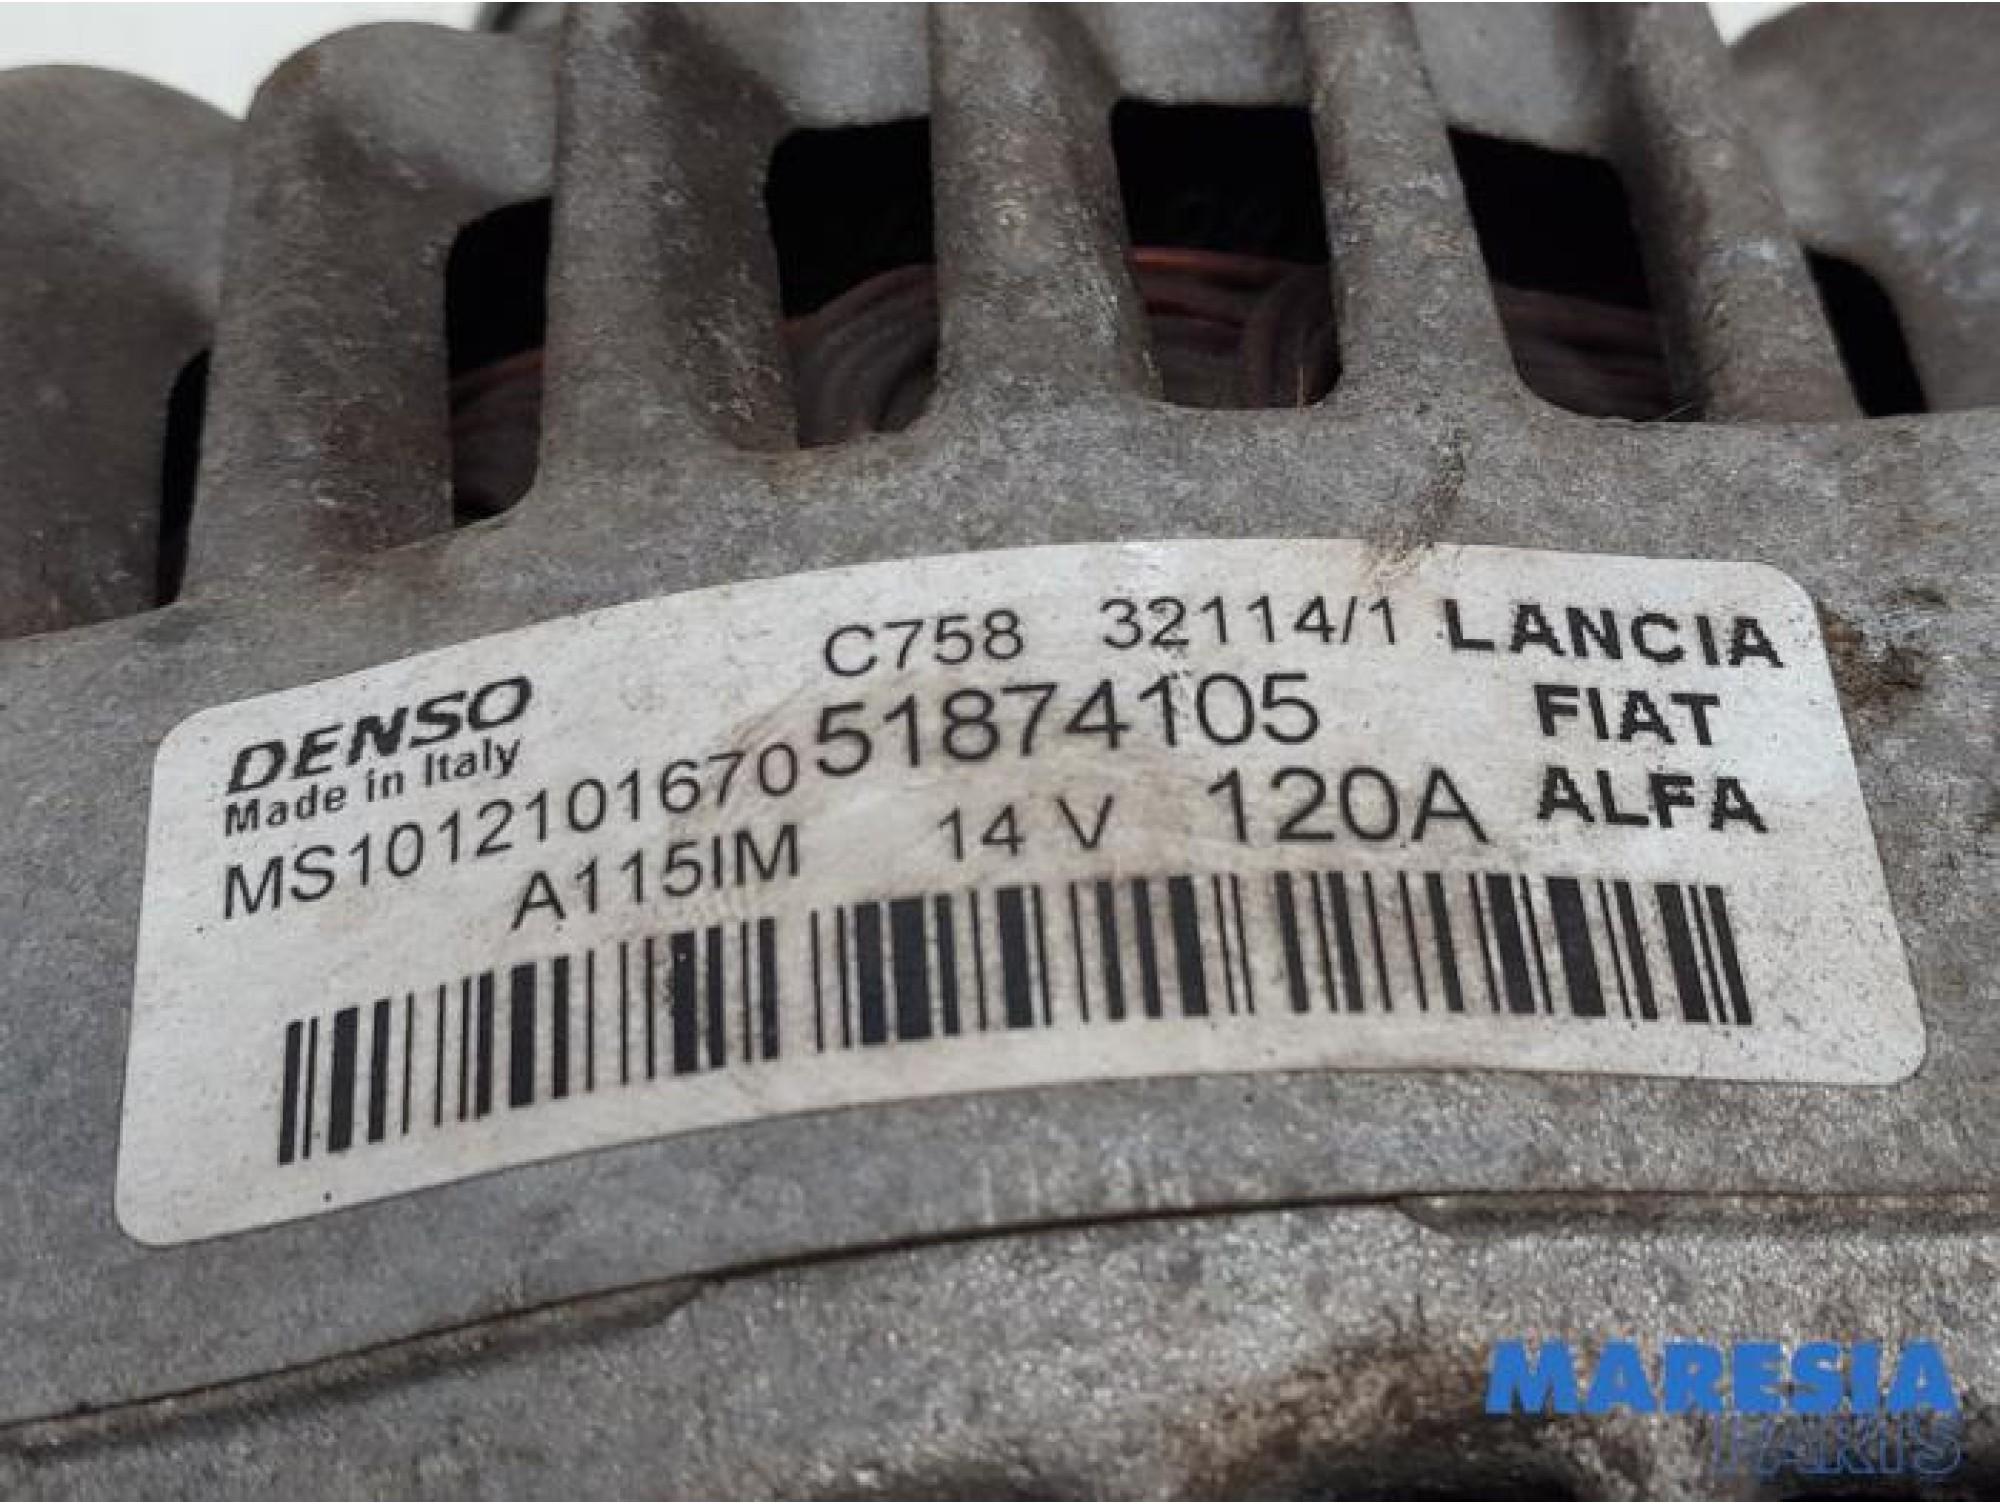 C758 32114/1 LANCIA
DENSO 51874105 FIAT
Made in Italy
MS1012101670 ALFA
A115IM 14 V 120A
MARESIA
PARTS